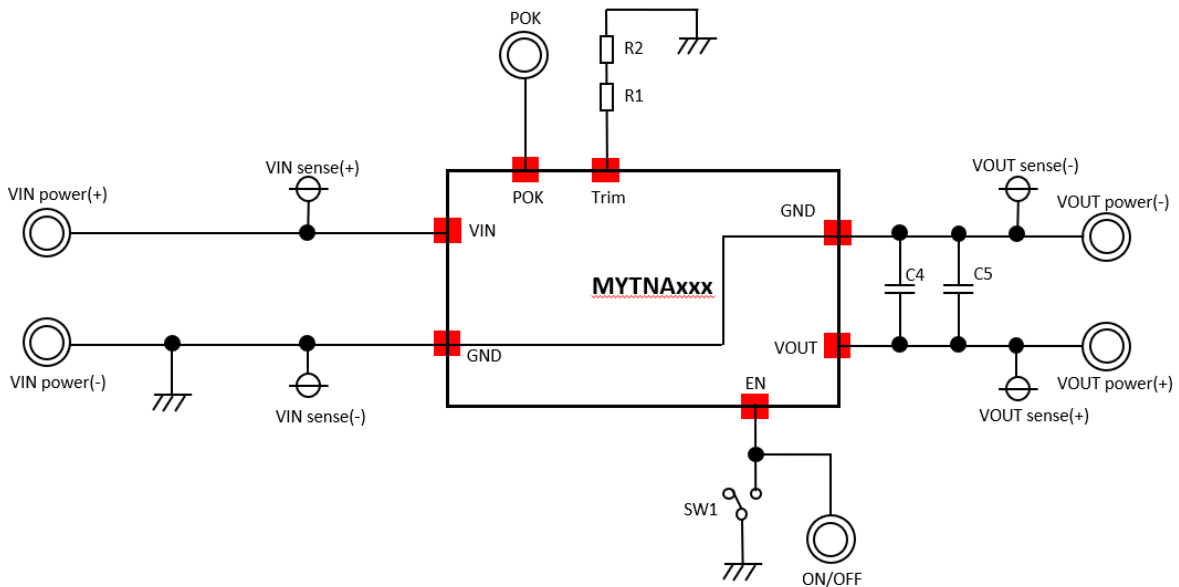 POK
R2
R1
VIN sense(+)
VOUT sense(-)
VIN power(+)
VOUT power(-)
POK
Trim
GND
VIN
MYTNAxxx
C4
C5
GND
VOUT
VIN power(-)
VIN sense(-)
EN
VOUT power(+)
VOUT sense(+)
SW1
ON/OFF